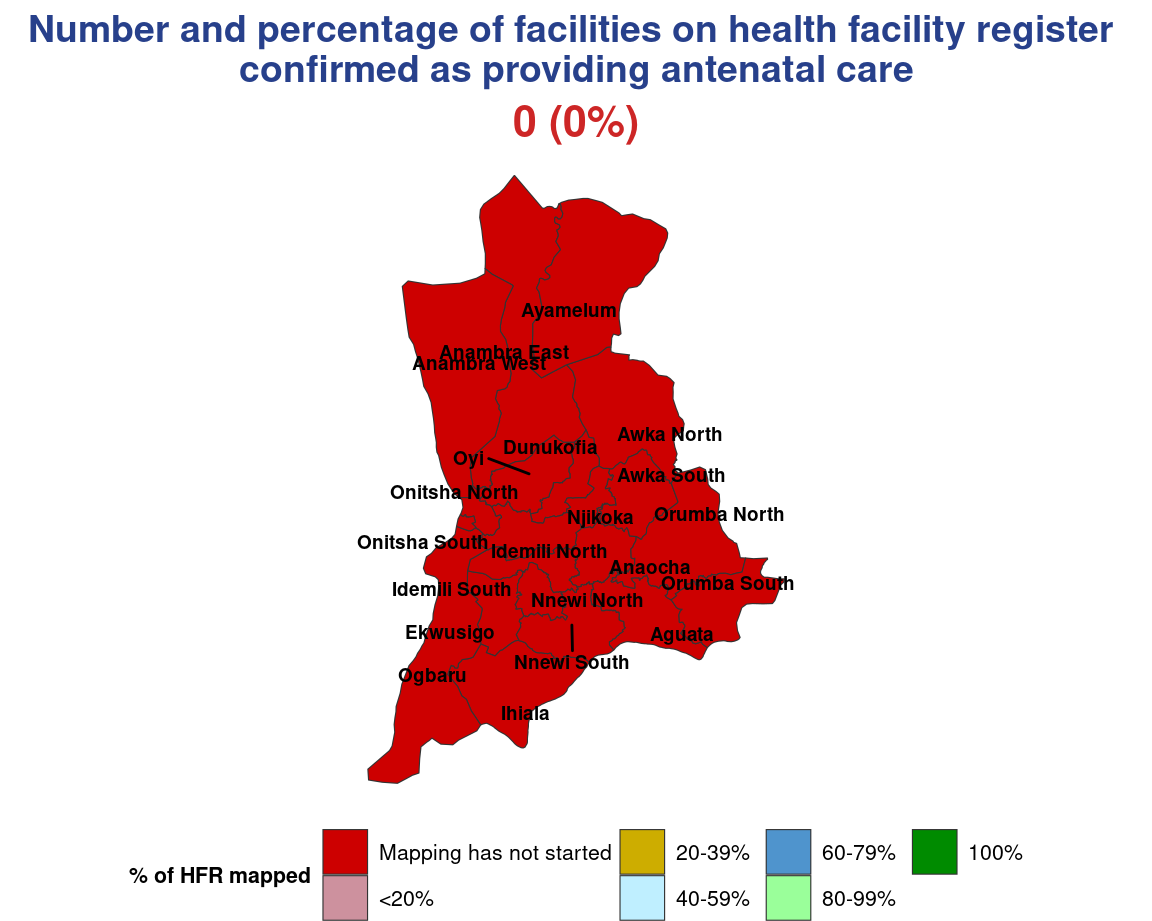 Number and percentage of facilities on health facility register
confirmed as providing antenatal care
0 (0%)
Ayamelum
Anambra East
Anambra West
Awka North
Dunukofia
Oyi
Awka South
Onitsha North
Orumba North
Njikoka
Onitsha South
Idemili North
Anaocha
Orumba South
Idemili South
Nnewi North
Ekwusigo
Aguata
Nnewi South
Ogbaru
Ihiala
% of HFR mapped
Mapping has not started
<20%
20-39%
40-59%
60-79%
80-99%
100%